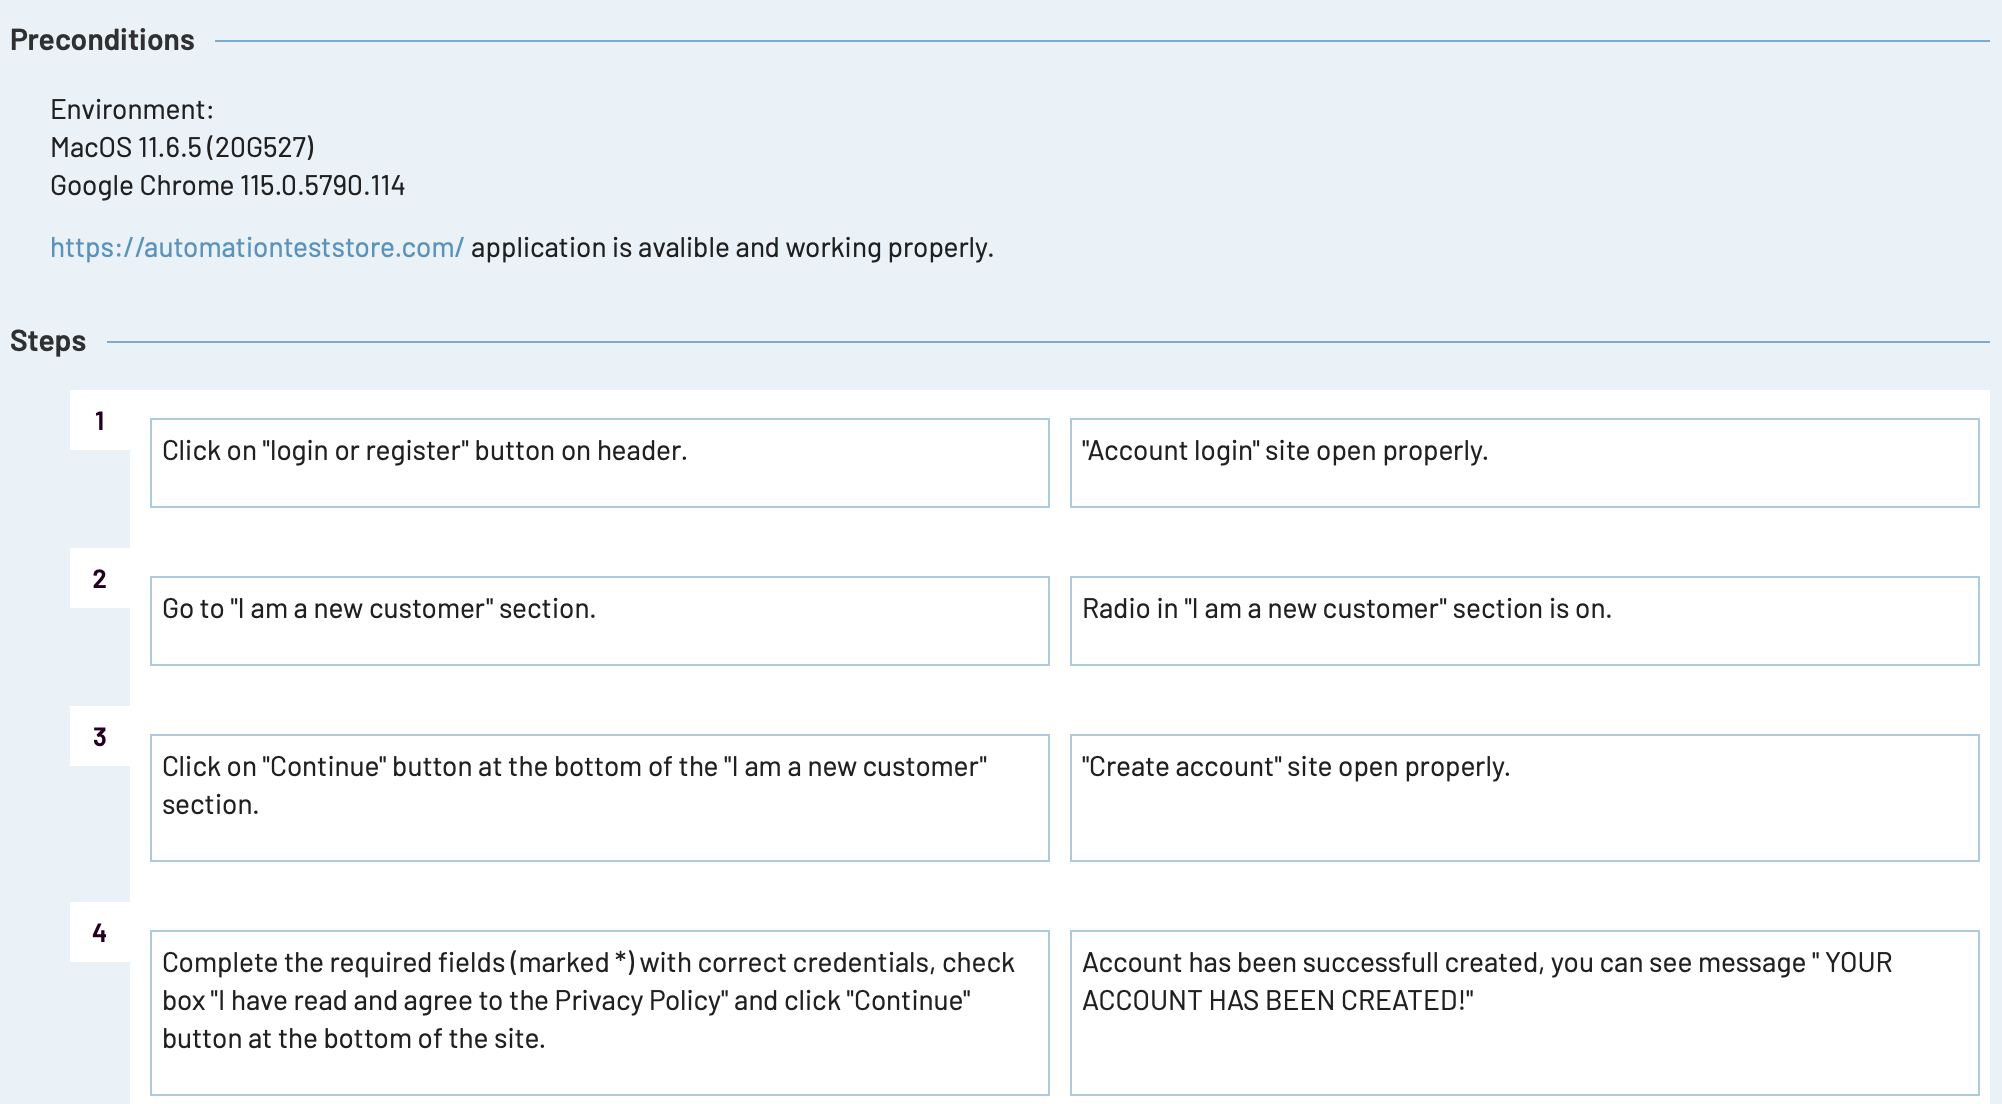 Preconditions
Environment:
MacOS 11.6.5 (20G527)
Google Chrome 115.0.5790.114
https://automationteststore.com/ application is avalible and working properly.
Steps
1
Click on "login or register" button on header.
"Account login" site open properly.
2
Go to "I am a new customer" section.
Radio in "I am a new customer" section is on.
3
Click on "Continue" button at the bottom of the "I am a new customer"
section.
"Create account" site open properly.
4
Complete the required fields (marked *) with correct credentials, check
box "I have read and agree to the Privacy Policy" and click "Continue"
button at the bottom of the site.
Account has been successfull created, you can see message " YOUR
ACCOUNT HAS BEEN CREATED!"